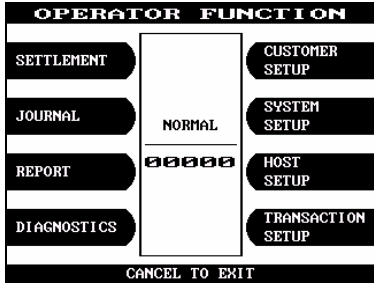 OPERATOR FUNCTION
SETTLEMENT
CUSTOMER
SETUP
JOURNAL
NORMAL
SYSTEM
SETUP
REPORT
00000
HOST
SETUP
DIAGNOSTICS
TRANSACTION
SETUP
CANCEL TO EXIT